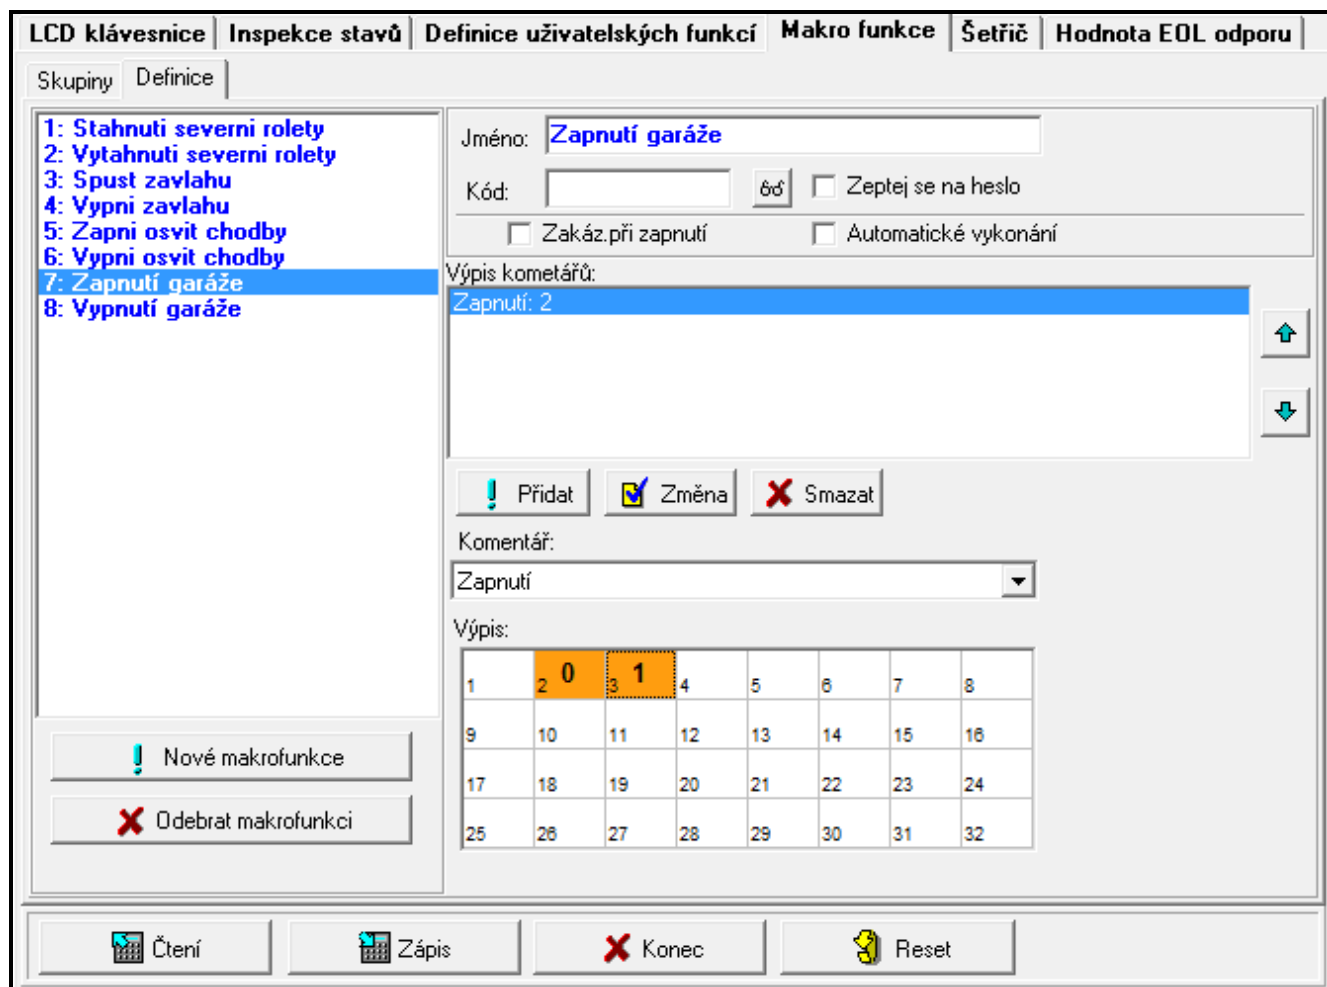 LCD klávesnice Inspekce stavů Definice uživatelských funkcí Makro funkce Šetřič Hodnota EOL odporu
Skupiny Definice
1: Stahnuti severni rolety
2: Vytahnuti severni rolety
3: Spust zavlahu
4: Vypni zavlahu
5: Zapni osvit chodby
6: Vypni osvit chodby
7: Zapnutí garáže
8: Vypnutí garáže
Nové makrofunkce
Odebrat makrofunkci
Jméno: Zapnutí garáže
Kód: Zeptej se na heslo
Zakáz.při zapnutí Automatické vykonání
Výpis kometářů:
Zapnutí: 2
Přidat Změna Smazat
Komentář:
Zapnutí
Výpis:
1 2 0 3 1 4 5 6 7 8
9 10 11 12 13 14 15 16
17 18 19 20 21 22 23 24
25 26 27 28 29 30 31 32
Čtení Zápis Konec Reset